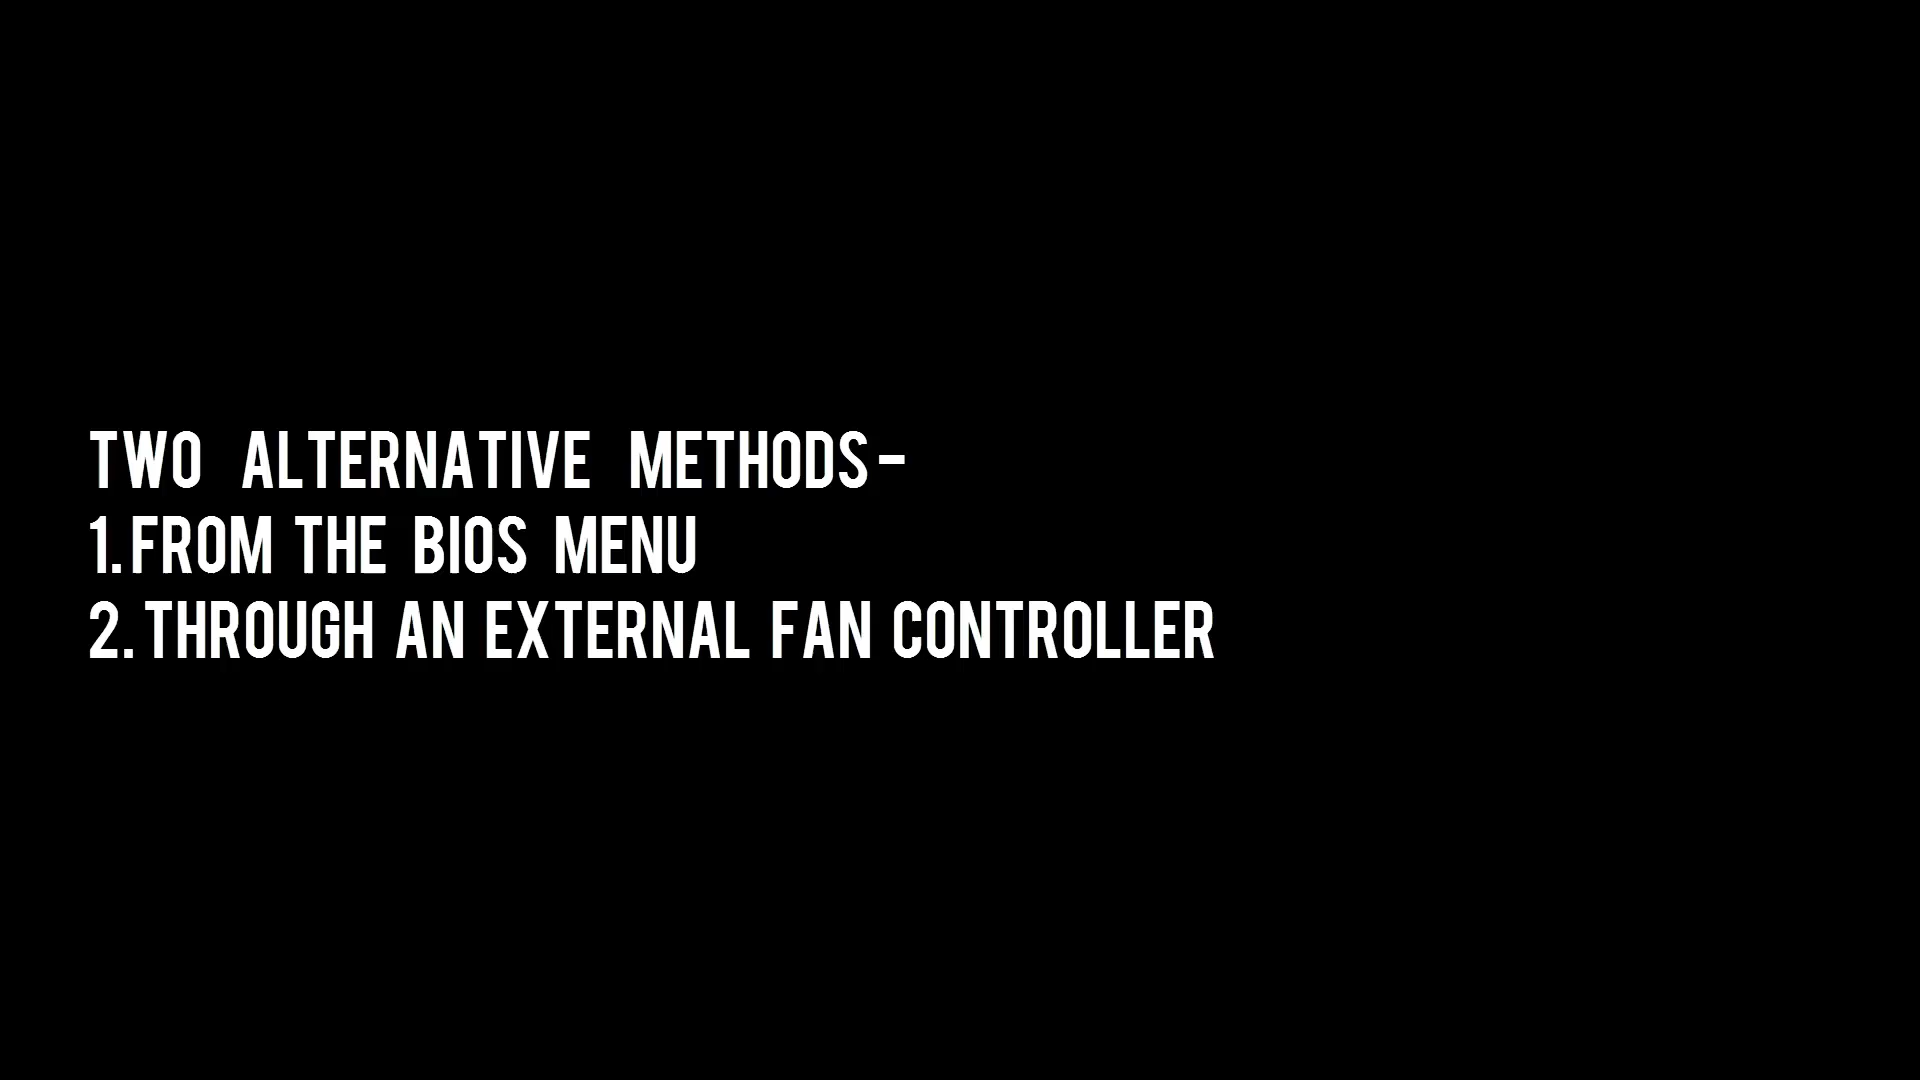 TWO ALTERNATIVE METHODS-
1.FROM THE BIOS MENU
2.THROUGH AN EXTERNAL FAN CONTROLLER